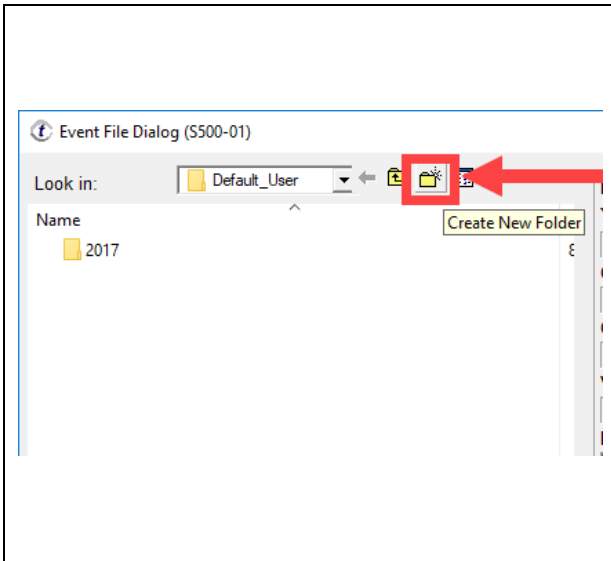 Event File Dialog (S500-01)
Look in:
Default_User
Create New Folder
Name
2017